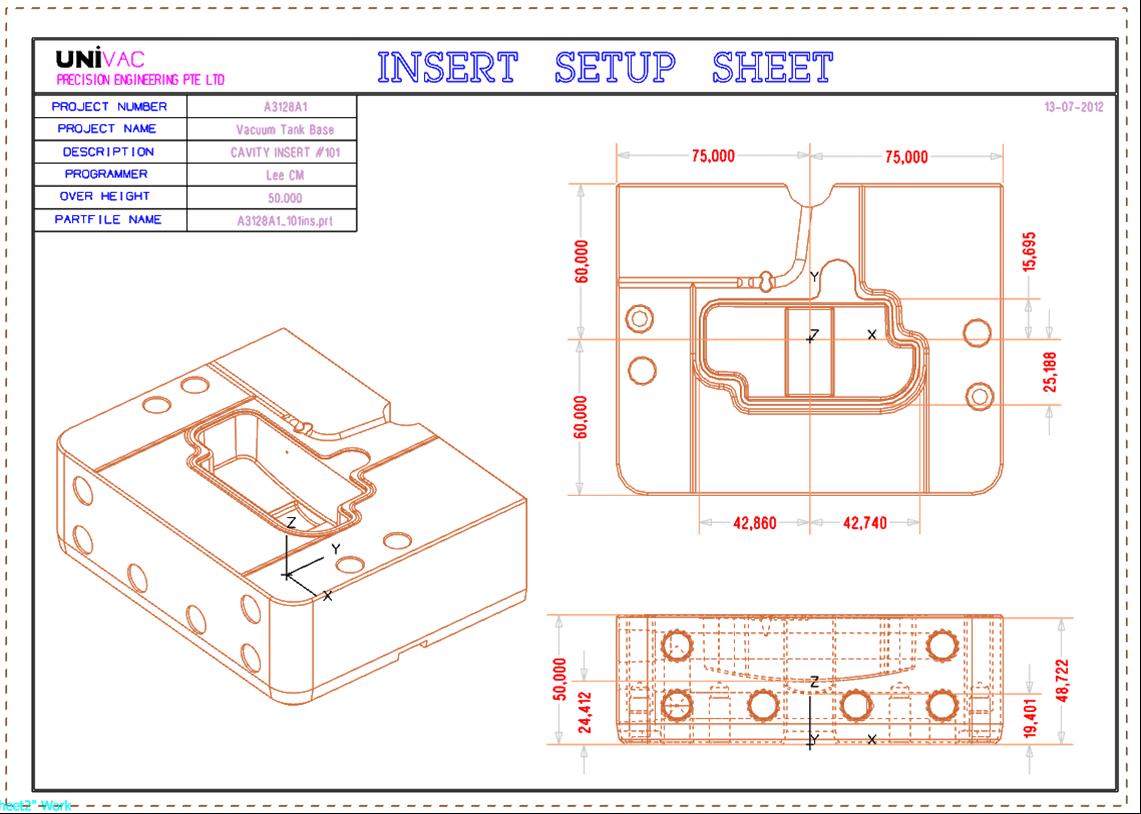 UNiVAC
PRECISION ENGINEERING PTE LTD
INSERT SETUP SHEET
13-07-2012
PROJECT NUMBER A3128A1
PROJECT NAME Vacuum Tank Base
DESCRIPTION CAVITY INSERT #101
PROGRAMMER Lee CM
OVER HEIGHT 50.000
PARTFILE NAME A3128A1_101ins.prt
75,000 75,000
60,000
15,695
Y
Z X
25,188
60,000
42,860 42,740
Z
Y
X
50,000
24,412
Z
48,722
19,401
Y X
heet2" Work